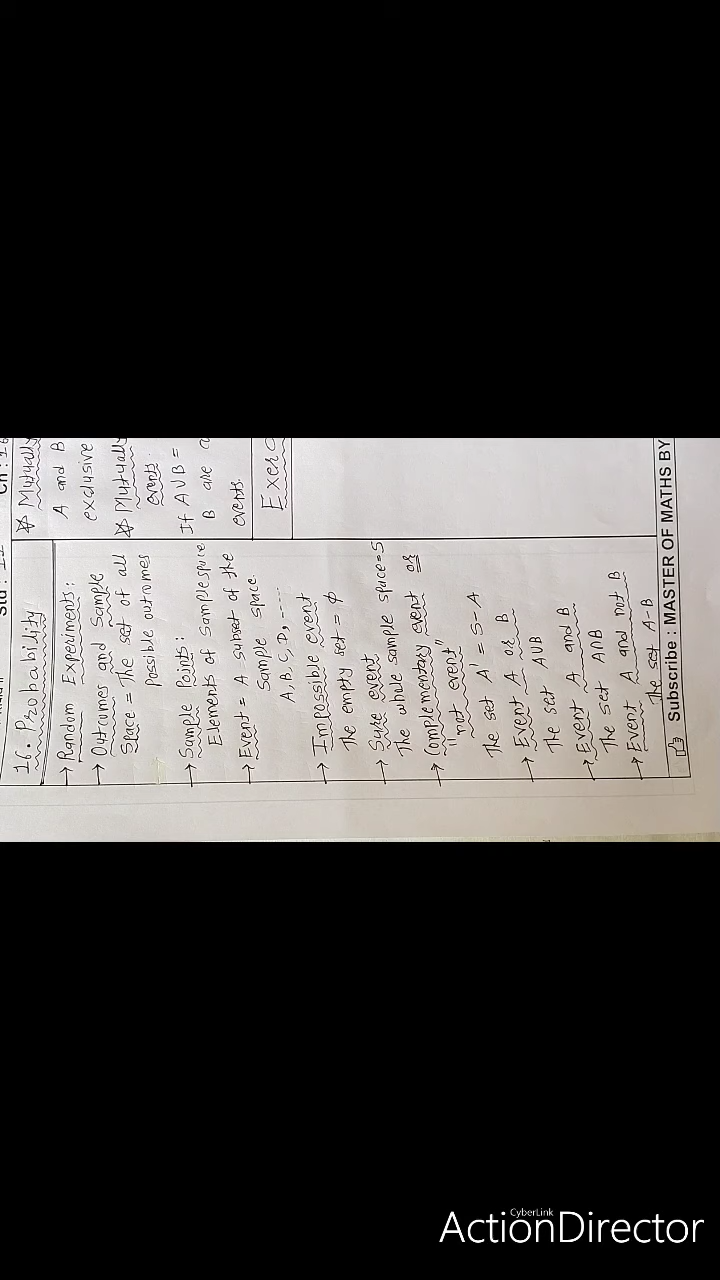 16. Probability
→ Random Experiments:
→ Outcomes and Sample
Space = The set of all
Possible outcomes
→ Sample Points:
Elements of Sample space
→ Event = A subset of the
Sample space.
A, B, C, D, ----
→ Impossible event
The empty set = ϕ
→ Sure event
The whole sample space = S
→ Complementary event or
"not event"
The set A' = S - A
→ Event A or B
The set A∪B
→ Event A and B
The set A∩B
→ Event A and not B
The set A-B
Mutually
A and B
exclusive
Mutually
events.
If A∪B =
B are
events.
Subscribe : MASTER OF MATHS BY
CyberLink
ActionDirector